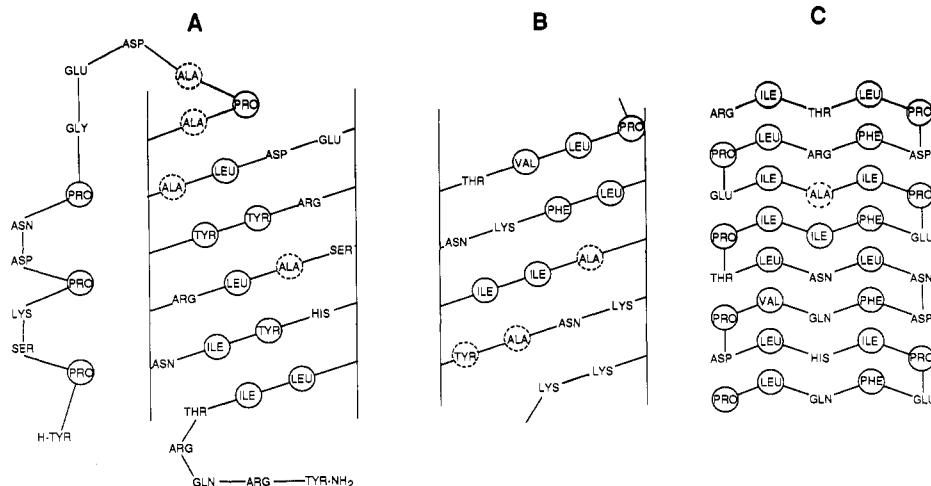 A
B
C
H-TYR PRO SER LYS PRO ASP ASN PRO GLY GLU ASP ALA PRO ALA
ALA LEU ASP GLU
TYR TYR ARG
ARG LEU ALA SER
ASN ILE TYR HIS
THR ILE LEU
ARG
GLN ARG TYR-NH₂
PRO
THR VAL LEU
ASN LYS PHE LEU
ILE ILE ALA
TYR ALA ASN LYS
LYS LYS
ARG ILE THR LEU PRO
PRO LEU ARG PHE ASP
GLU ILE ALA ILE PRO
PRO ILE ILE PHE GLU
THR LEU ASN LEU ASN
PRO VAL GLN PHE ASP
ASP LEU HIS ILE PRO
PRO LEU GLN PHE GLU